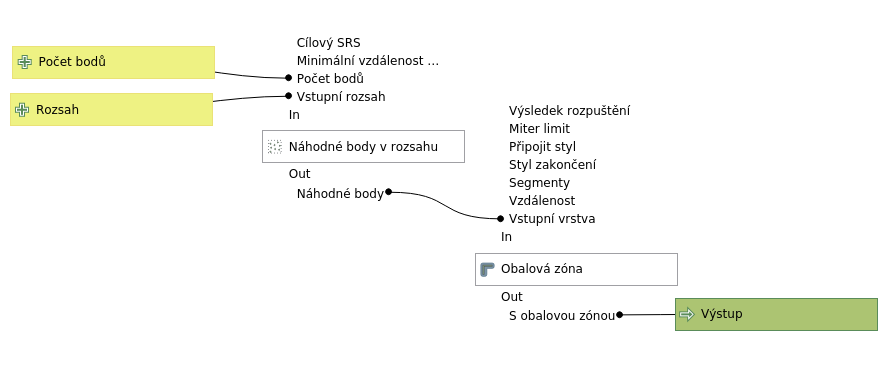 Počet bodů
Rozsah
Cílový SRS
Minimální vzdálenost …
Počet bodů
Vstupní rozsah
In
Náhodné body v rozsahu
Out
Náhodné body
Výsledek rozpuštění
Miter limit
Připojit styl
Styl zakončení
Segmenty
Vzdálenost
Vstupní vrstva
In
Obalová zóna
Out
S obalovou zónou
Výstup